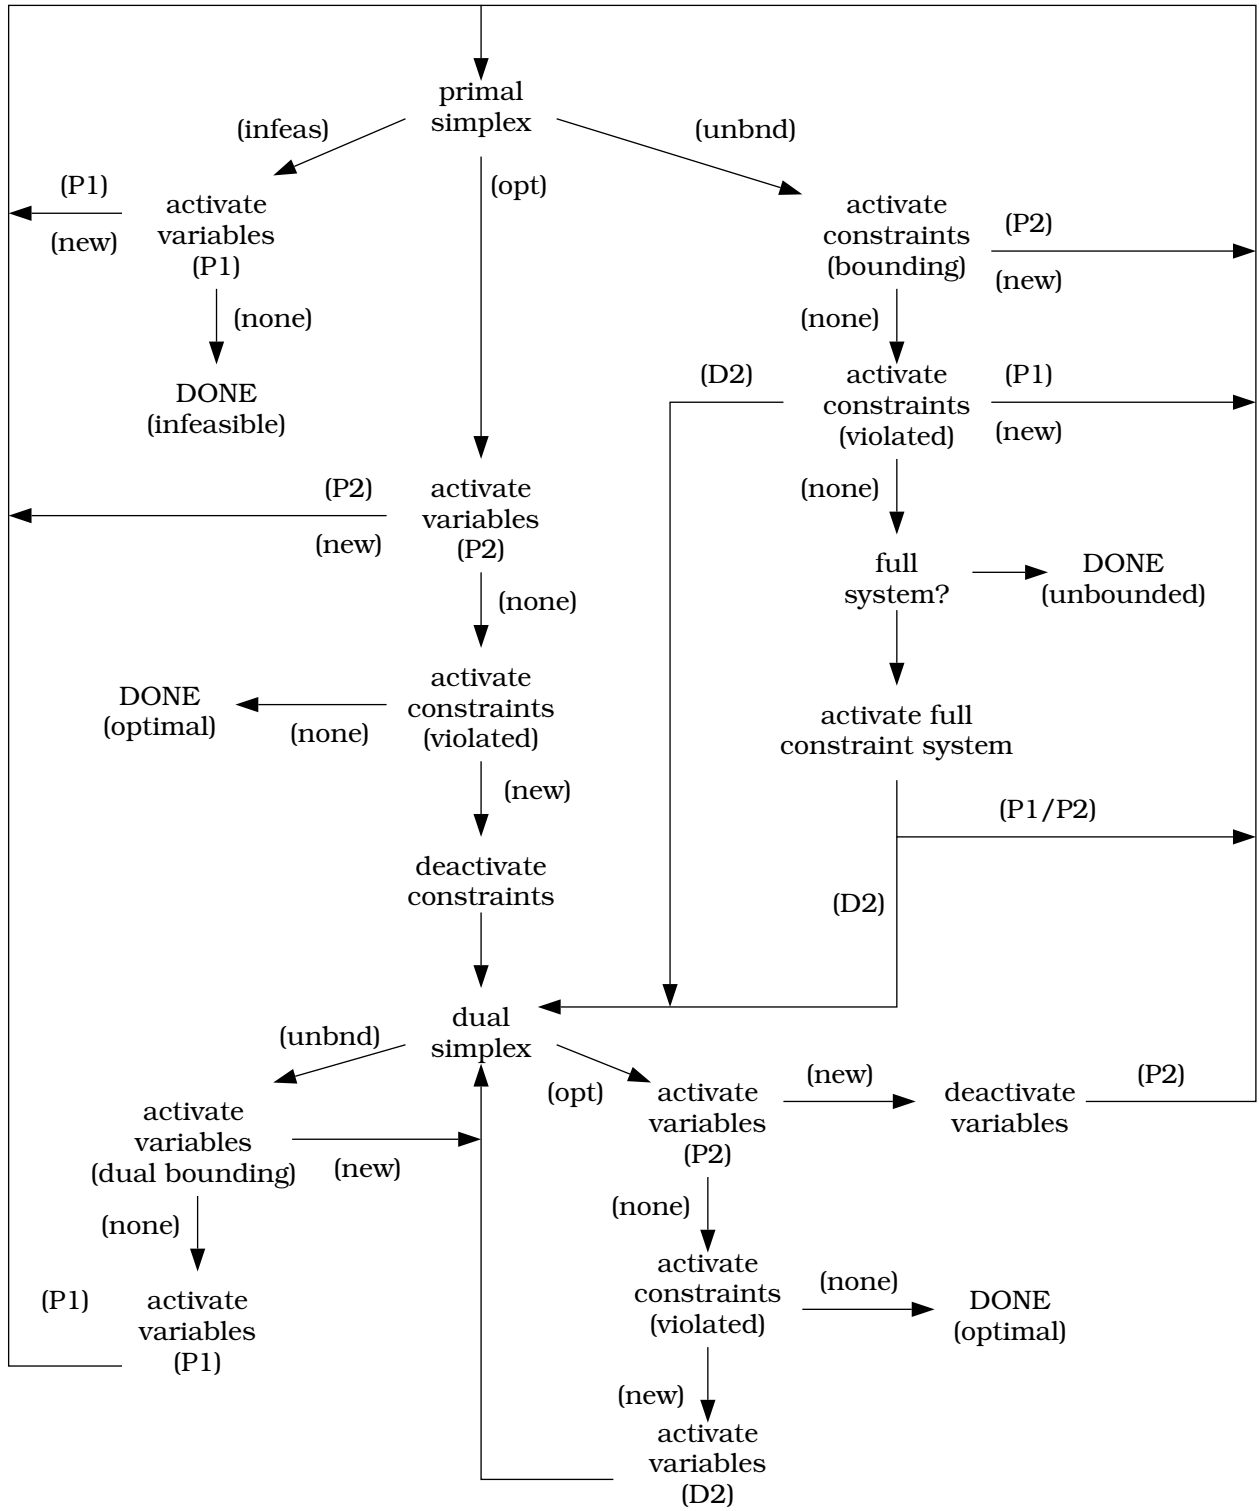 primal
simplex
(infeas)
(unbnd)
(opt)
(P1)
(new)
activate
variables
(P1)
(none)
DONE
(infeasible)
activate
constraints
(bounding)
(P2)
(new)
(none)
(D2)
activate
constraints
(violated)
(P1)
(new)
(none)
(P2)
(new)
activate
variables
(P2)
(none)
full
system?
DONE
(unbounded)
DONE
(optimal)
(none)
activate
constraints
(violated)
(new)
activate full
constraint system
(P1/P2)
(D2)
deactivate
constraints
dual
simplex
(unbnd)
(opt)
activate
variables
(dual bounding)
(new)
(none)
(P1)
activate
variables
(P1)
activate
variables
(P2)
(new)
deactivate
variables
(P2)
(none)
activate
constraints
(violated)
(none)
DONE
(optimal)
(new)
activate
variables
(D2)